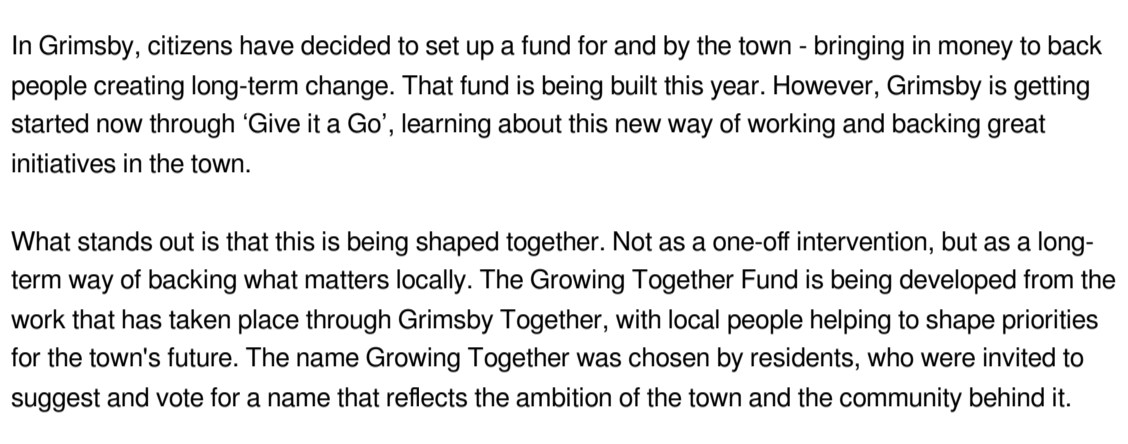 In Grimsby, citizens have decided to set up a fund for and by the town - bringing in money to back
people creating long-term change. That fund is being built this year. However, Grimsby is getting
started now through ‘Give it a Go’, learning about this new way of working and backing great
initiatives in the town.
What stands out is that this is being shaped together. Not as a one-off intervention, but as a long-
term way of backing what matters locally. The Growing Together Fund is being developed from the
work that has taken place through Grimsby Together, with local people helping to shape priorities
for the town's future. The name Growing Together was chosen by residents, who were invited to
suggest and vote for a name that reflects the ambition of the town and the community behind it.